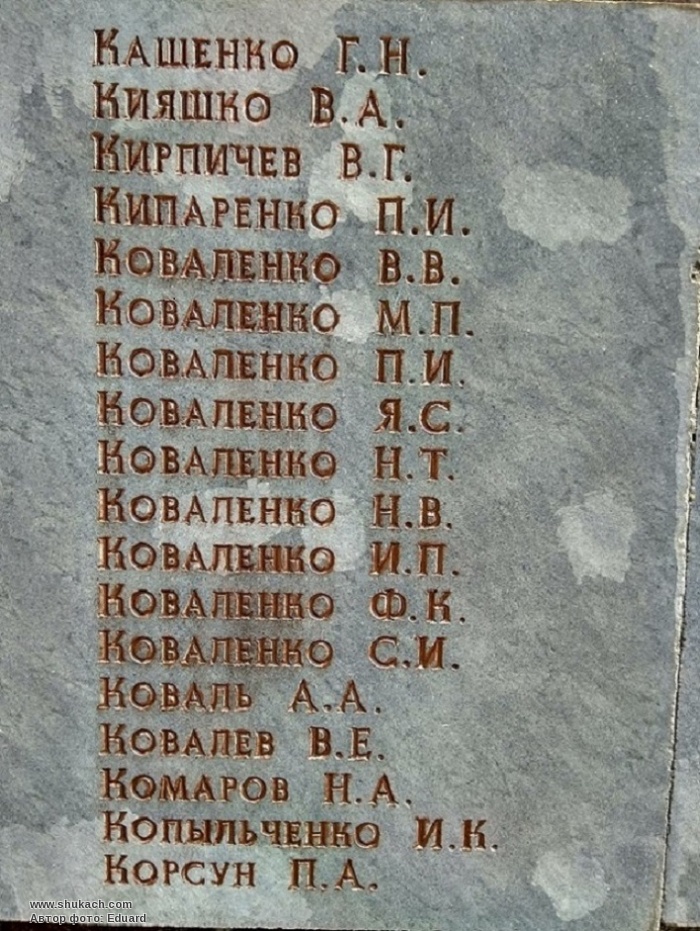 КАЩЕНКО Г.Н.
КИЯШКО В.А.
КИРПИЧЕВ В.Г.
КИПАРЕНКО П.И.
КОВАЛЕНКО В.В.
КОВАЛЕНКО М.П.
КОВАЛЕНКО П.И.
КОВАЛЕНКО Я.С.
КОВАЛЕНКО Н.Т.
КОВАЛЕНКО Н.В.
КОВАЛЕНКО И.П.
КОВАЛЕНКО Ф.К.
КОВАЛЕНКО С.И.
КОВАЛЬ А.А.
КОВАЛЕВ В.Е.
КОМАРОВ Н.А.
КОПЫЛЬЧЕНКО И.К.
КОРСУН П.А.
www.shukach.com
Автор фото: Eduard